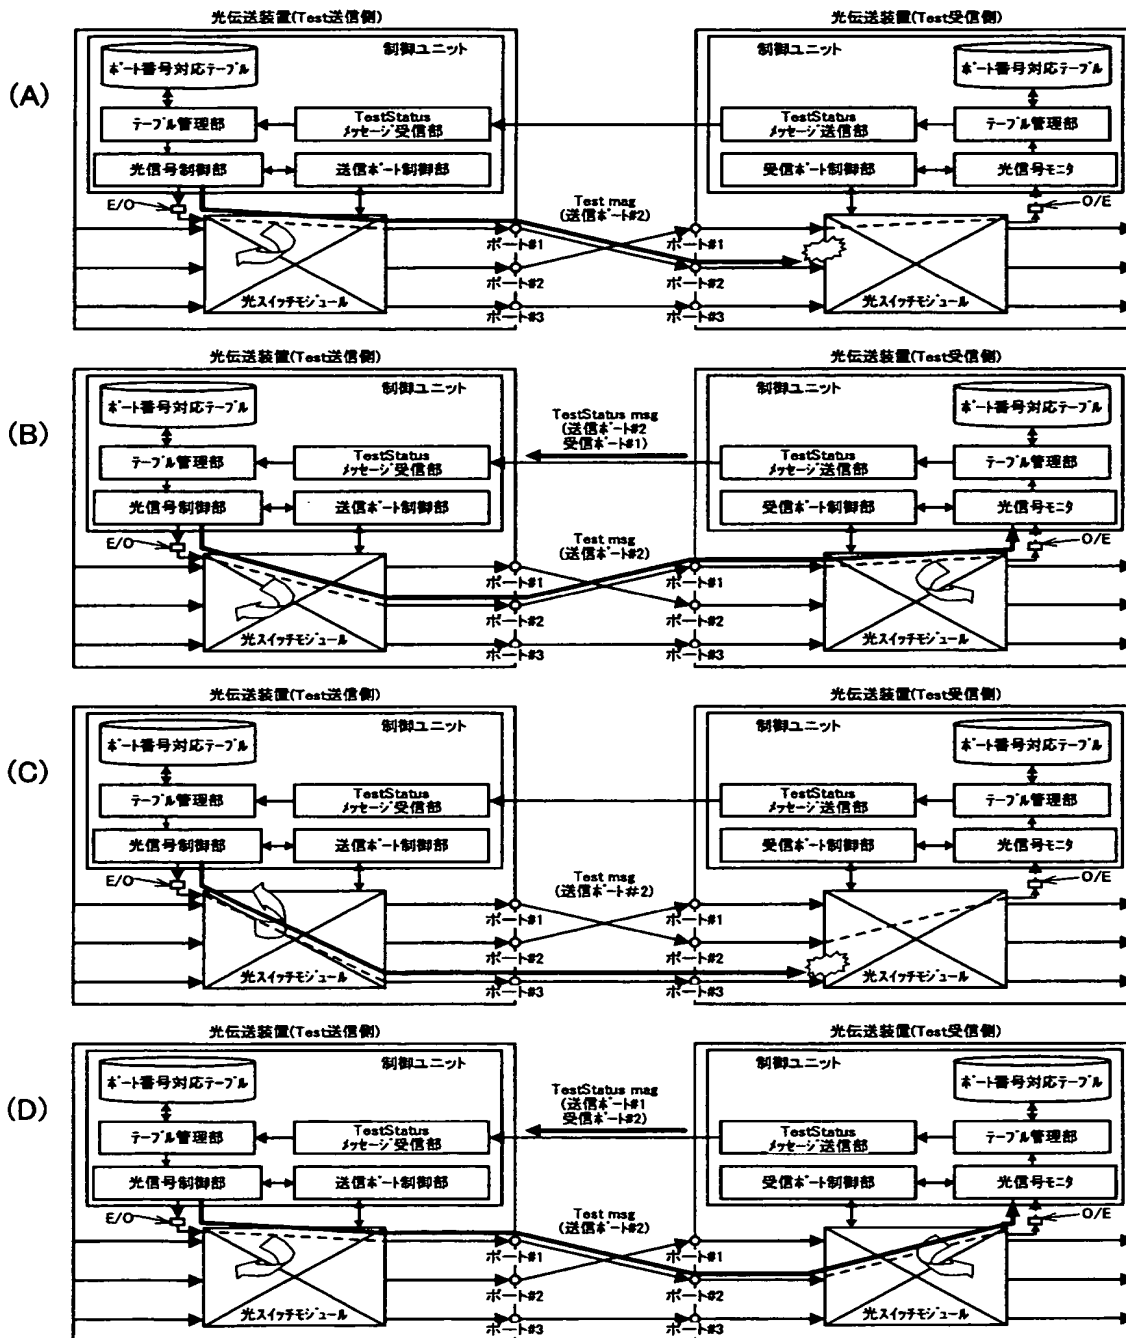 (A)
光伝送装置(Test送信側)
制御ユニット
ポート番号対応テーブル
テーブル管理部
TestStatus
メッセージ受信部
光信号制御部
送信ポート制御部
E/O
光スイッチモジュール
ポート#1
ポート#2
ポート#3
Test mag
(送信ポート#2)
光伝送装置(Test受信側)
制御ユニット
ポート番号対応テーブル
TestStatus
メッセージ送信部
テーブル管理部
受信ポート制御部
光信号モニタ
O/E
ポート#1
ポート#2
ポート#3
光スイッチモジュール
(B)
光伝送装置(Test送信側)
制御ユニット
ポート番号対応テーブル
テーブル管理部
TestStatus
メッセージ受信部
光信号制御部
送信ポート制御部
E/O
光スイッチモジュール
ポート#1
ポート#2
ポート#3
TestStatus msg
(送信ポート#2
受信ポート#1)
Test msg
(送信ポート#2)
光伝送装置(Test受信側)
制御ユニット
ポート番号対応テーブル
TestStatus
メッセージ送信部
テーブル管理部
受信ポート制御部
光信号モニタ
O/E
ポート#1
ポート#2
ポート#3
光スイッチモジュール
(C)
光伝送装置(Test送信側)
制御ユニット
ポート番号対応テーブル
テーブル管理部
TestStatus
メッセージ受信部
光信号制御部
送信ポート制御部
E/O
光スイッチモジュール
ポート#1
ポート#2
ポート#3
Test msg
(送信ポート#2)
光伝送装置(Test受信側)
制御ユニット
ポート番号対応テーブル
TestStatus
メッセージ送信部
テーブル管理部
受信ポート制御部
光信号モニタ
O/E
ポート#1
ポート#2
ポート#3
光スイッチモジュール
(D)
光伝送装置(Test送信側)
制御ユニット
ポート番号対応テーブル
テーブル管理部
TestStatus
メッセージ受信部
光信号制御部
送信ポート制御部
E/O
光スイッチモジュール
ポート#1
ポート#2
ポート#3
TestStatus mag
(送信ポート#1
受信ポート#2)
Test msg
(送信ポート#2)
光伝送装置(Test受信側)
制御ユニット
ポート番号対応テーブル
TestStatus
メッセージ送信部
テーブル管理部
受信ポート制御部
光信号モニタ
O/E
ポート#1
ポート#2
ポート#3
光スイッチモジュール